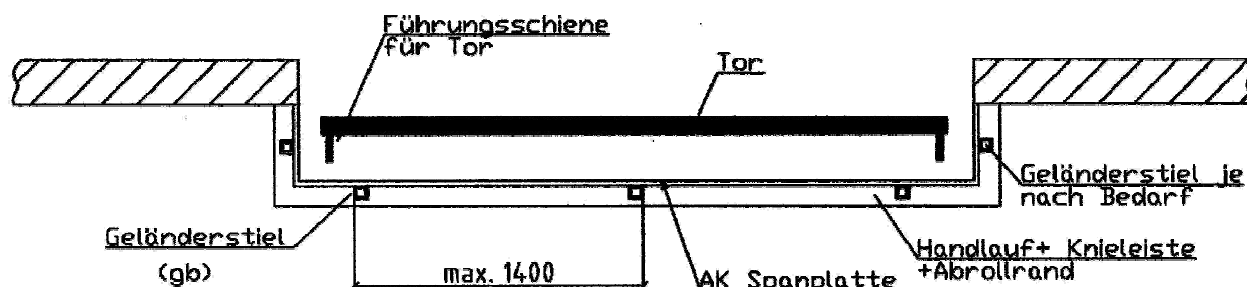 Führungsschiene
für Tor
Tor
Geländerstiel je
nach Bedarf
Geländerstiel
(gb)
Handlauf+ Knieleiste
+Abrollrand
max. 1400
AK Spanplatte